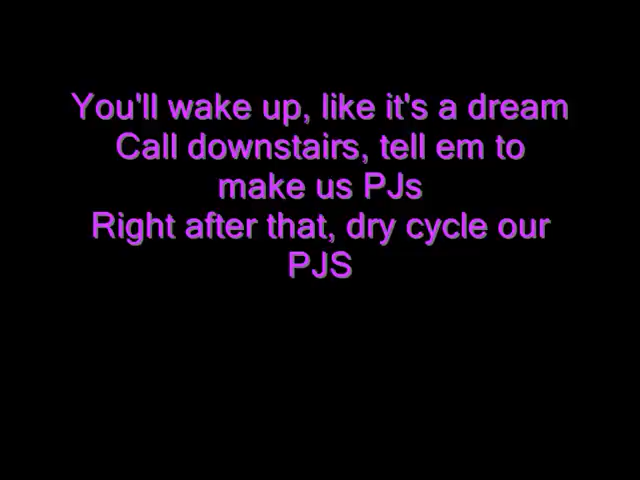 You'll wake up, like it's a dream
Call downstairs, tell em to
make us PJs
Right after that, dry cycle our
PJS